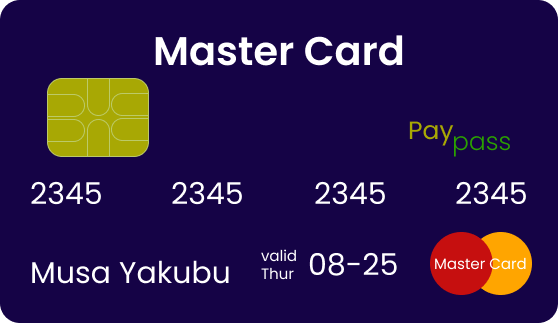 Master Card
Pay
pass
2345 2345 2345 2345
Musa Yakubu
valid
Thur
08-25
Master Card